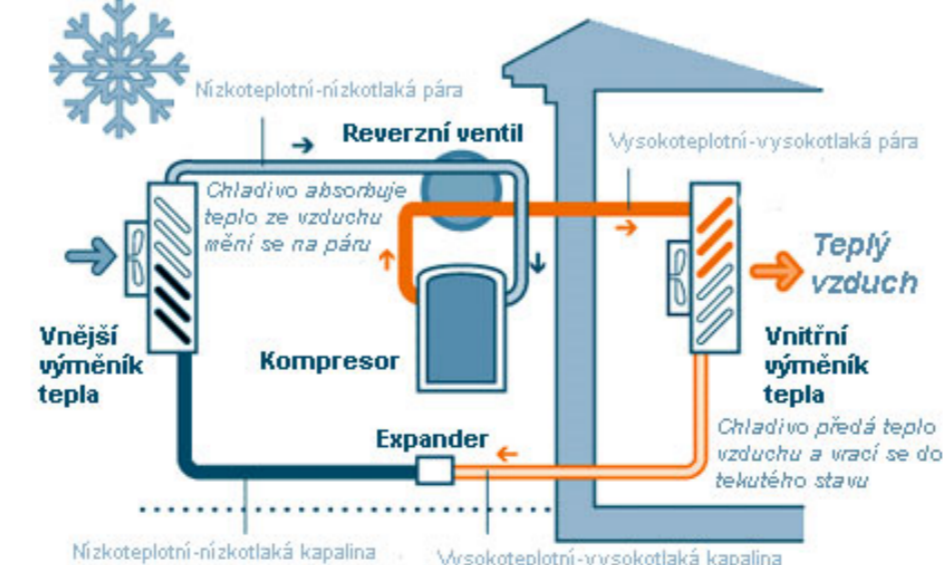 Nízkoteplotní-nízkotlaká pára
Reverzní ventil
Vysokoteplotní-vysokotlaká pára
Chladivo absorbuje
teplo ze vzduchu
mění se na páru
Teplý
vzduch
Vnější
výměník
tepla
Kompresor
Vnitřní
výměník
tepla
Expander
Chladivo předá teplo
vzduchu a vrací se do
tekutého stavu
Nízkoteplotní-nízkotlaká kapalina
Vysokoteplotní-vysokotlaká kapalina